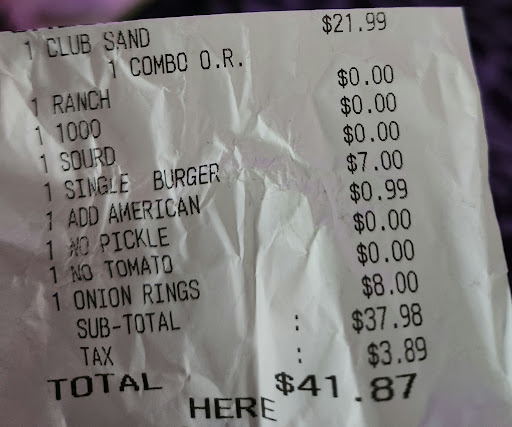 1 CLUB SAND $21.99
1 COMBO O.R.
1 RANCH $0.00
1 1000 $0.00
1 SOURD $0.00
1 SINGLE BURGER $7.00
1 ADD AMERICAN $0.99
1 NO PICKLE $0.00
1 NO TOMATO $0.00
1 ONION RINGS $8.00
SUB-TOTAL : $37.98
TAX : $3.89
TOTAL $41.87
HERE